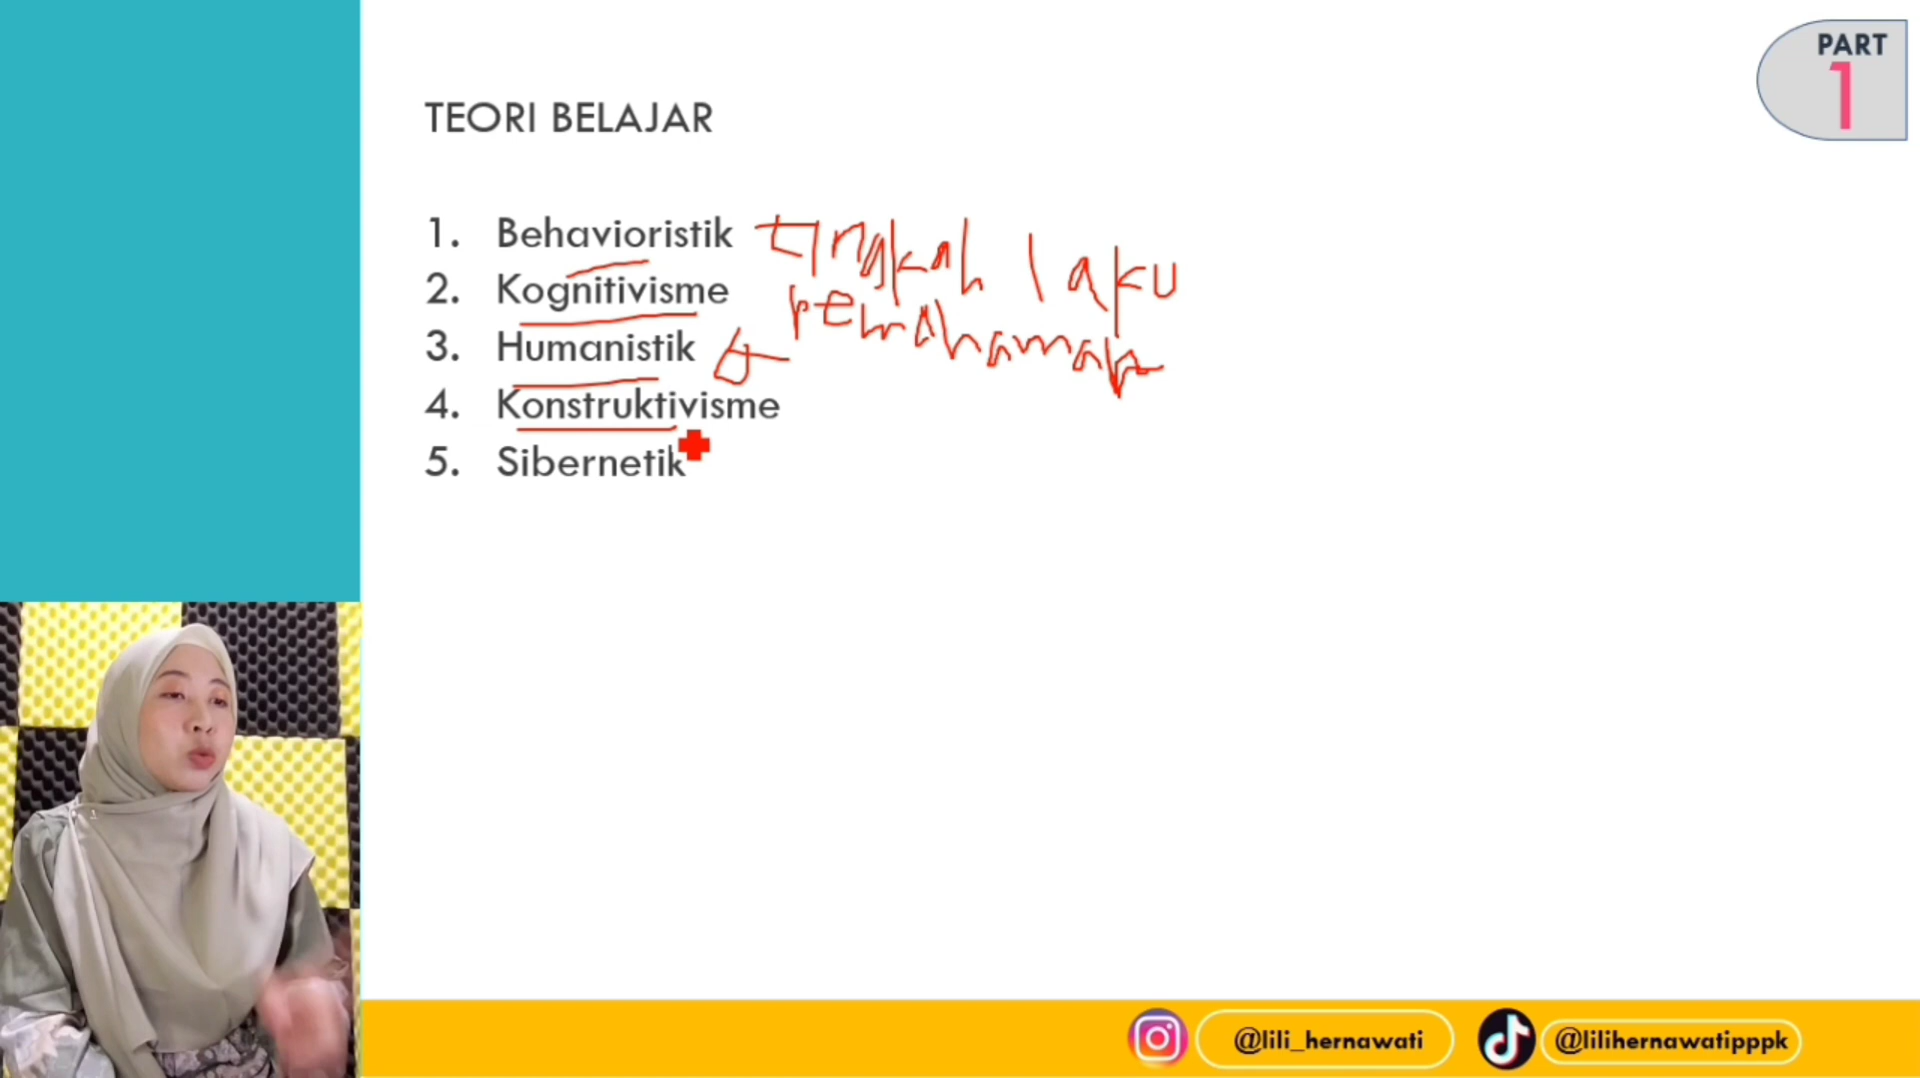 PART
1
TEORI BELAJAR
1. Behavioristik tingkah laku
2. Kognitivisme pemahaman
3. Humanistik
4. Konstruktivisme
5. Sibernetik
@lili_hernawati
@lilihernawatipppk